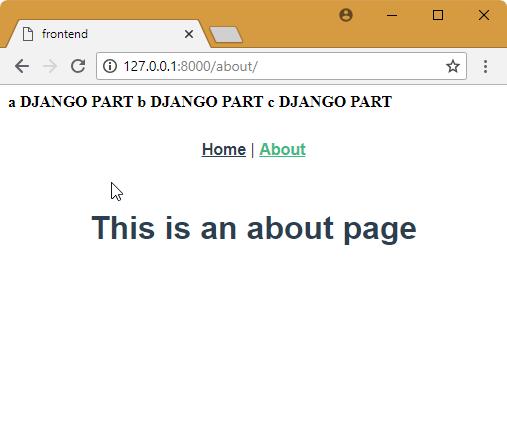 frontend
127.0.0.1:8000/about/
a DJANGO PART b DJANGO PART c DJANGO PART
Home | About
This is an about page